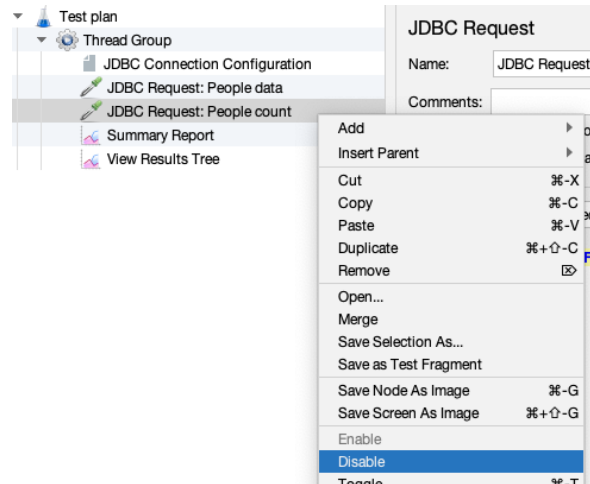 Test plan
Thread Group
JDBC Connection Configuration
JDBC Request: People data
JDBC Request: People count
Summary Report
View Results Tree
JDBC Request
Name: JDBC Request
Comments:
Add
Insert Parent
Cut ⌘-X
Copy ⌘-C
Paste ⌘-V
Duplicate ⌘+⇧-C
Remove ⌦
Open...
Merge
Save Selection As...
Save as Test Fragment
Save Node As Image ⌘-G
Save Screen As Image ⌘+⇧-G
Enable
Disable
Toggle ⌘-T